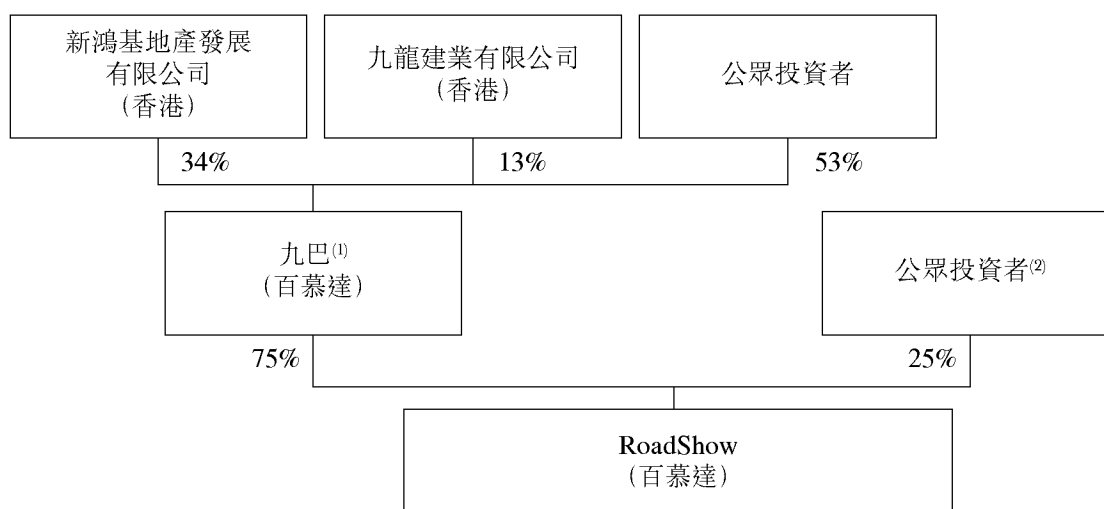 新鴻基地產發展
有限公司
(香港)
九龍建業有限公司
(香港)
公眾投資者
34%
13%
53%
九巴(1)
(百慕達)
公眾投資者(2)
75%
25%
RoadShow
(百慕達)